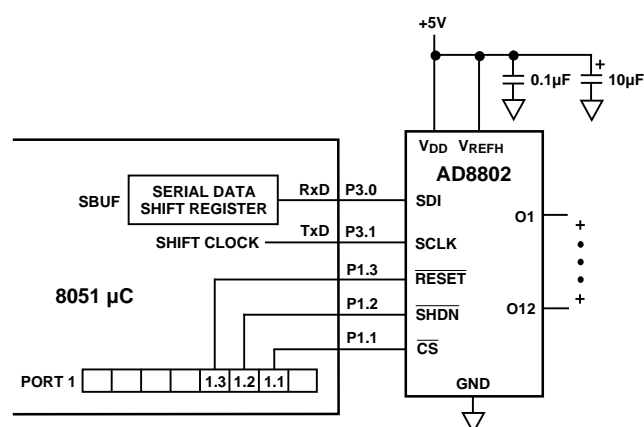 +5V
+
0.1µF
10µF
VDD VREFH
AD8802
SBUF
SERIAL DATA
SHIFT REGISTER
RxD P3.0
SDI
O1
SHIFT CLOCK
TxD P3.1
SCLK
+
P1.3
RESET
8051 µC
P1.2
SHDN
+
O12
P1.1
CS
PORT 1
1.3 1.2 1.1
GND